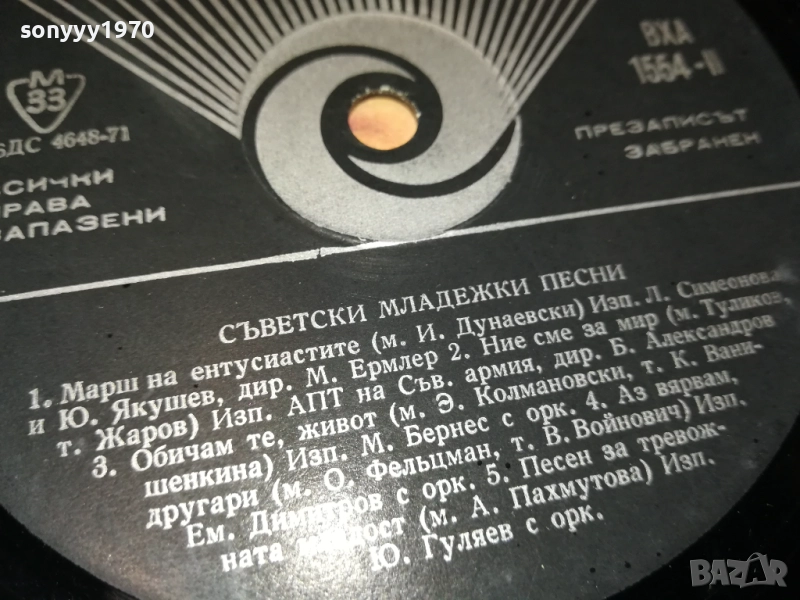 sonyyy1970
М
33
БДС 4648-71
ВСИЧКИ
ПРАВА
ЗАПАЗЕНИ
ВХА
1554-II
ПРЕЗАПИСЪТ
ЗАБРАНЕН
СЪВЕТСКИ МЛАДЕЖКИ ПЕСНИ
1. Марш на ентусиастите (м. И. Дунаевски) Изп. Л. Симеонова
и Ю. Якушев, дир. М. Ермлер 2. Ние сме за мир (м. Туликов,
т. Жаров) Изп. АПТ на Съв. армия, дир. Б. Александров
3. Обичам те, живот (м. Э. Колмановски, т. К. Вани-
шенкина) Изп. М. Бернес с орк. 4. Аз вярвам,
другари (м. О. Фельцман, т. В. Войнович) Изп.
Ем. Димитров с орк. 5. Песен за тревож-
ната младост (м. А. Пахмутова) Изп.
Ю. Гуляев с орк.
BAZAR